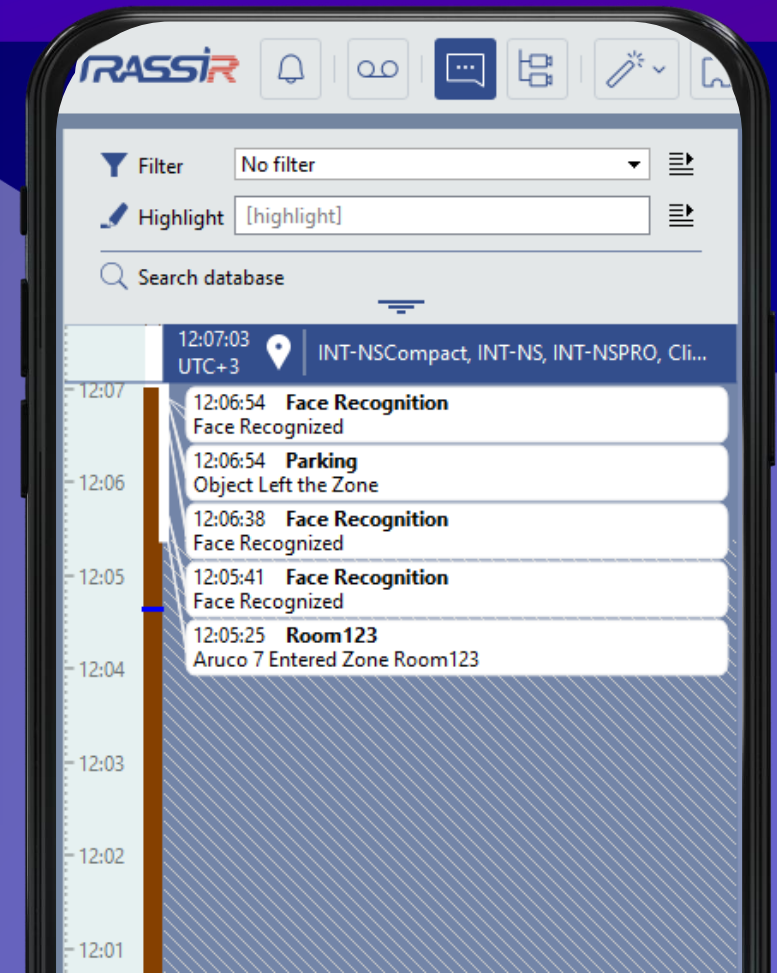 TRASSIR
Filter
No filter
Highlight
[highlight]
Search database
12:07:03
UTC+3
INT-NSCompact, INT-NS, INT-NSPRO, Cli...
12:07
12:06:54 Face Recognition
Face Recognized
12:06:54 Parking
Object Left the Zone
12:06
12:06:38 Face Recognition
Face Recognized
12:05
12:05:41 Face Recognition
Face Recognized
12:05:25 Room123
Aruco 7 Entered Zone Room123
12:04
12:03
12:02
12:01